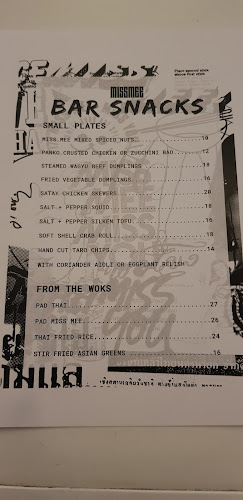 MISSMEE
BAR SNACKS
SMALL PLATES
MISS MEE MIXED SPICED NUTS 10
PANKO CRUSTED CHICKEN OR ZUCCHINI BAO 12
STEAMED WAGYU BEEF DUMPLINGS 18
FRIED VEGETABLE DUMPLINGS 16
SATAY CHICKEN SKEWERS 20
SALT + PEPPER SQUID 18
SALT + PEPPER SILKEN TOFU 16
SOFT SHELL CRAB ROLL 18
HAND CUT TARO CHIPS 14
WITH CORIANDER AIOLI OR EGGPLANT RELISH
FROM THE WOKS
PAD THAI 27
PAD MISS MEE 26
THAI FRIED RICE 24
STIR FRIED ASIAN GREENS 16